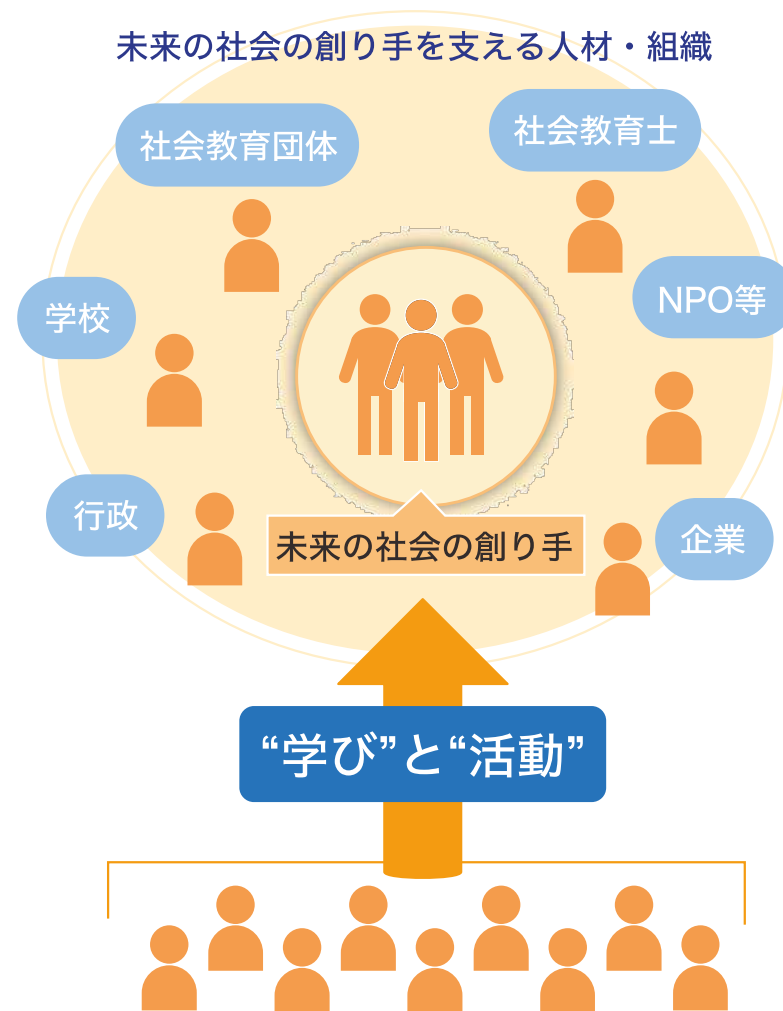 未来の社会の創り手を支える人材・組織
社会教育団体
社会教育士
学校
NPO等
行政
企業
未来の社会の創り手
“学び”と“活動”